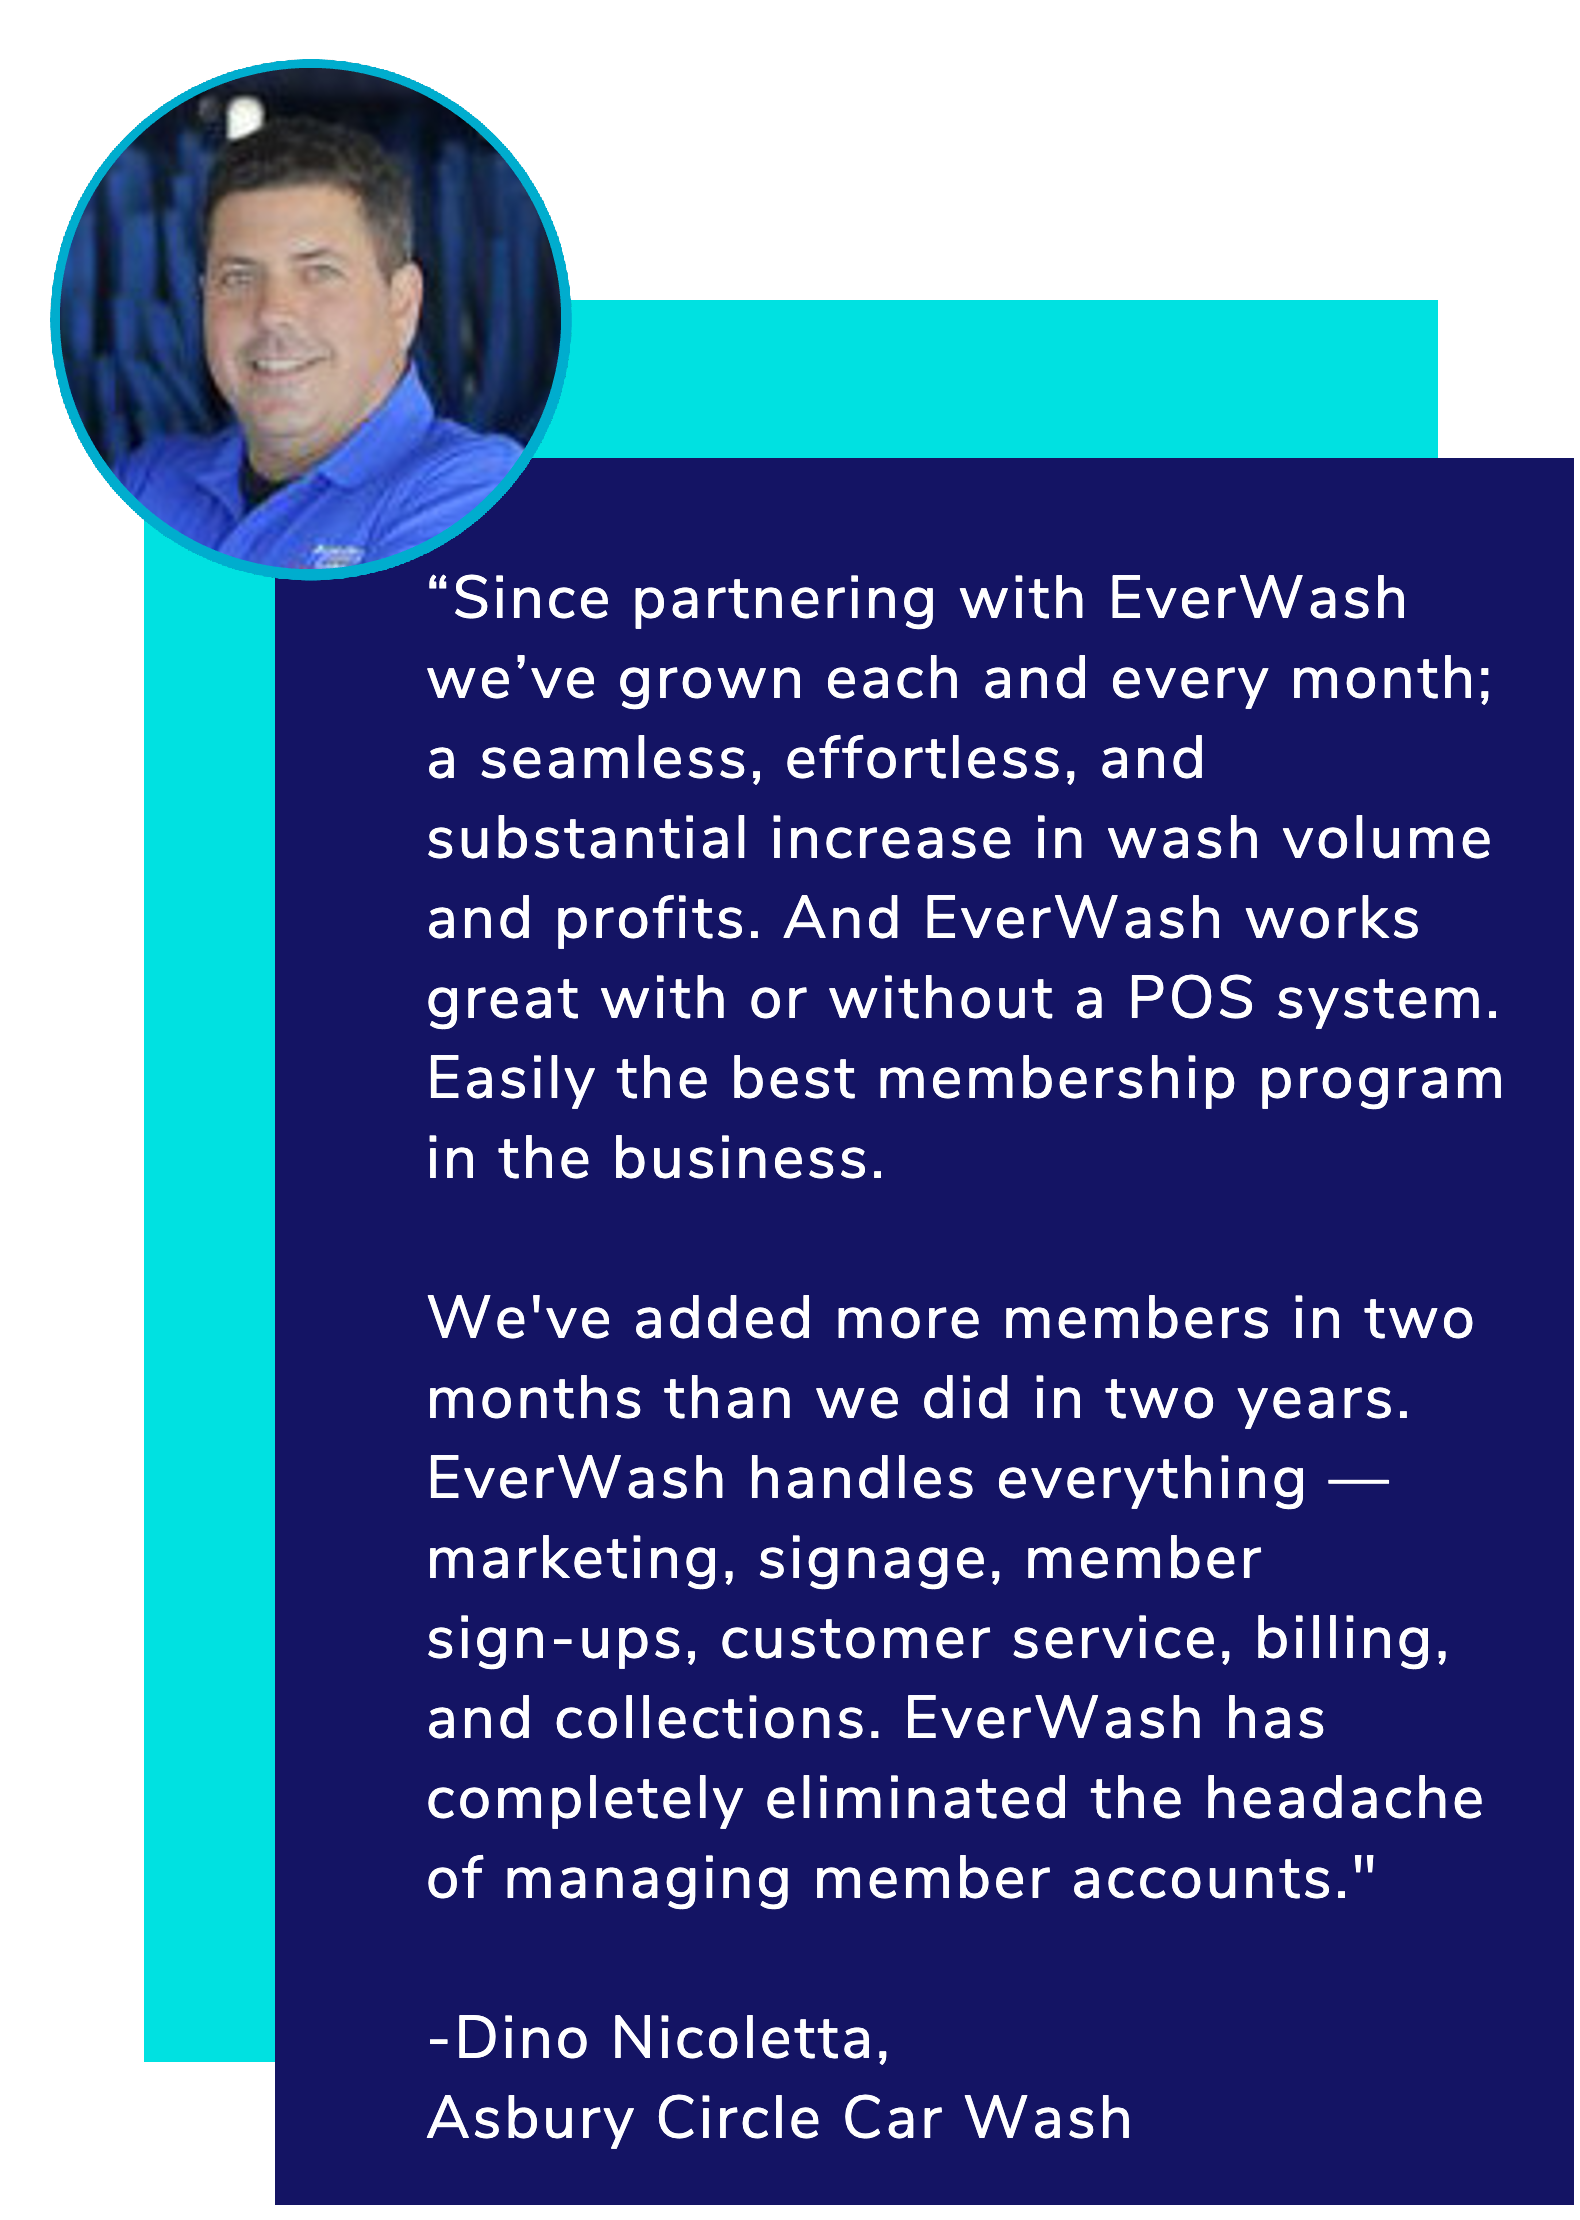 “Since partnering with EverWash
we’ve grown each and every month;
a seamless, effortless, and
substantial increase in wash volume
and profits. And EverWash works
great with or without a POS system.
Easily the best membership program
in the business.
We've added more members in two
months than we did in two years.
EverWash handles everything —
marketing, signage, member
sign-ups, customer service, billing,
and collections. EverWash has
completely eliminated the headache
of managing member accounts."
-Dino Nicoletta,
Asbury Circle Car Wash